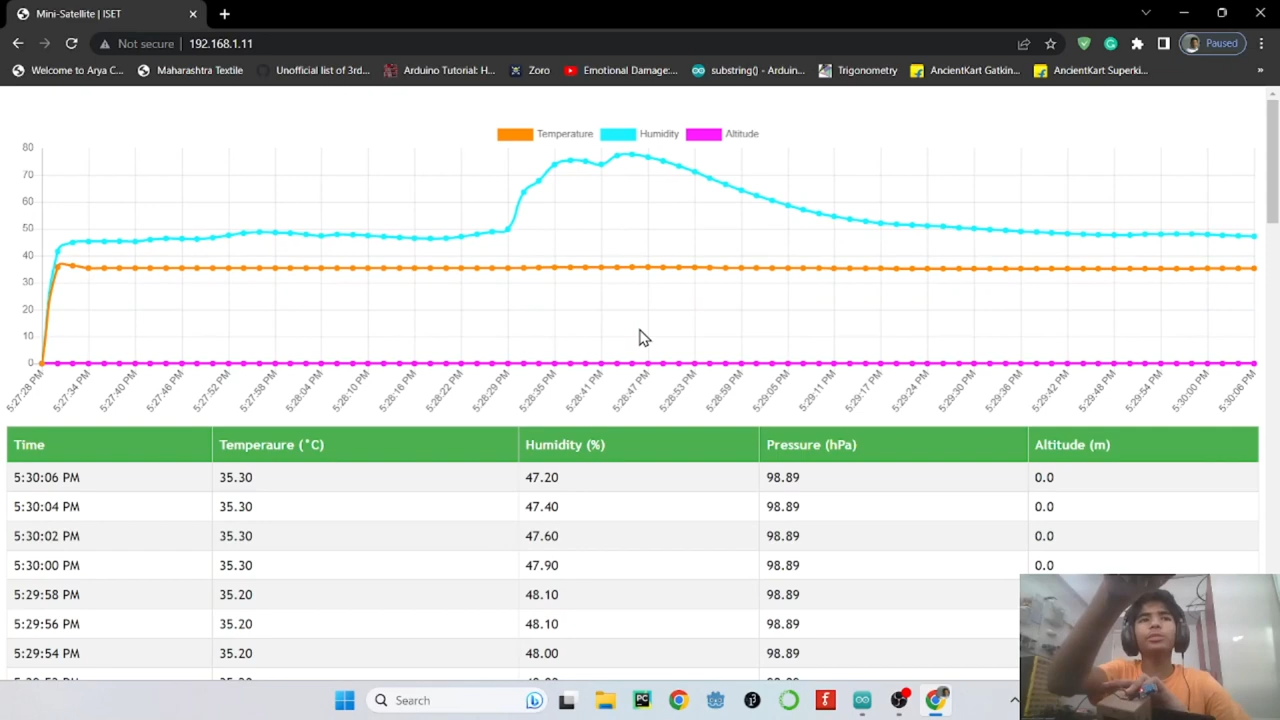 Mini-Satellite | ISET
Not secure 192.168.1.11 Paused
Welcome to Arya C... Maharashtra Textile Unofficial list of 3rd... Arduino Tutorial: H... Zoro Emotional Damage:... substring() - Arduin... Trigonometry AncientKart Gatkin... AncientKart Superki...
Temperature Humidity Altitude
80
70
60
50
40
30
20
10
0
5:27:28 PM 5:27:34 PM 5:27:40 PM 5:27:46 PM 5:27:52 PM 5:27:58 PM 5:28:04 PM 5:28:10 PM 5:28:16 PM 5:28:22 PM 5:28:29 PM 5:28:35 PM 5:28:41 PM 5:28:47 PM 5:28:53 PM 5:28:59 PM 5:29:05 PM 5:29:11 PM 5:29:17 PM 5:29:24 PM 5:29:30 PM 5:29:36 PM 5:29:42 PM 5:29:48 PM 5:29:54 PM 5:30:00 PM 5:30:06 PM
Time Temperaure (°C) Humidity (%) Pressure (hPa) Altitude (m)
5:30:06 PM 35.30 47.20 98.89 0.0
5:30:04 PM 35.30 47.40 98.89 0.0
5:30:02 PM 35.30 47.60 98.89 0.0
5:30:00 PM 35.30 47.90 98.89 0.0
5:29:58 PM 35.20 48.10 98.89
5:29:56 PM 35.20 48.10 98.89
5:29:54 PM 35.20 48.00 98.89
Search